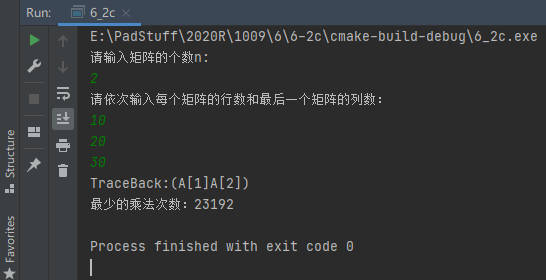 Run: 6_2c
E:\PadStuff\2020R\1009\6\6-2c\cmake-build-debug\6_2c.exe
请输入矩阵的个数n:
2
请依次输入每个矩阵的行数和最后一个矩阵的列数:
10
20
30
TraceBack:(A[1]A[2])
最少的乘法次数：23192
Process finished with exit code 0
Structure
Favorites